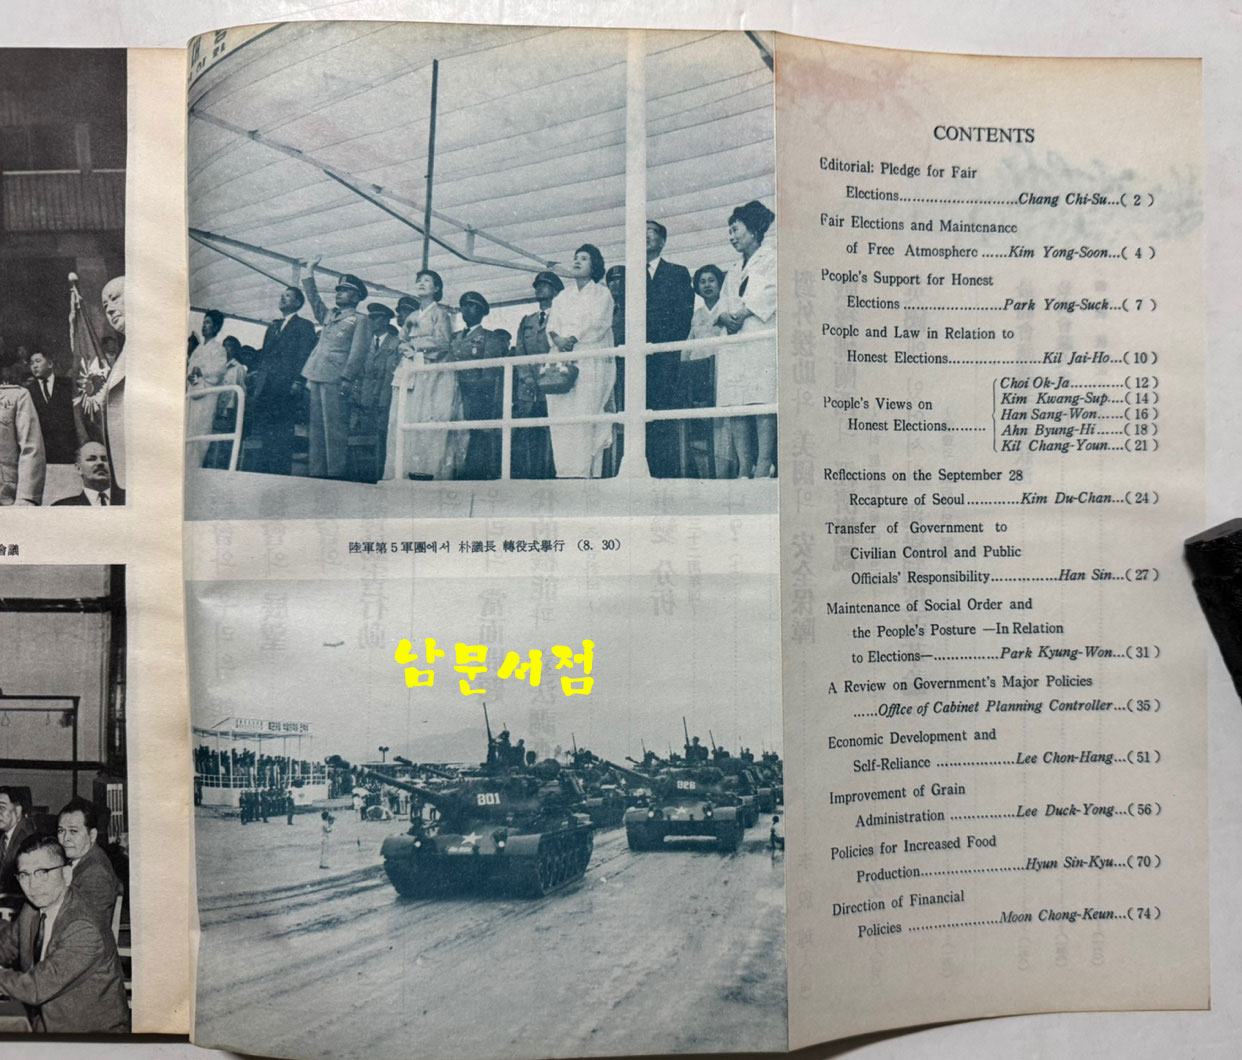 會議
陸軍第5軍團에서 朴議長 轉役式擧行 (8. 30)
남문서점
801
828
CONTENTS
Editorial: Pledge for Fair
Elections..........................Chang Chi-Su...( 2 )
Fair Elections and Maintenance
of Free Atmosphere ......Kim Yong-Soon...( 4 )
People's Support for Honest
Elections ......................Park Yong-Suck...( 7 )
People and Law in Relation to
Honest Elections.....................Kil Jai-Ho...(10 )
People's Views on
Honest Elections.........
Choi Ok-Ja............(12 )
Kim Kwang-Sup....(14 )
Han Sang-Won......(16 )
Ahn Byung-Hi......(18 )
Kil Chang-Youn....(21 )
Reflections on the September 28
Recapture of Seoul............Kim Du-Chan...(24 )
Transfer of Government to
Civilian Control and Public
Officials' Responsibility...............Han Sin...(27 )
Maintenance of Social Order and
the People's Posture —In Relation
to Elections—...............Park Kyung-Won...(31 )
A Review on Government's Major Policies
......Office of Cabinet Planning Controller...(35 )
Economic Development and
Self-Reliance ..................Lee Chon-Hang...(51 )
Improvement of Grain
Administration ...............Lee Duck-Yong...(56 )
Policies for Increased Food
Production........................Hyun Sin-Kyu...(70 )
Direction of Financial
Policies .....................Moon Chong-Keun...(74 )